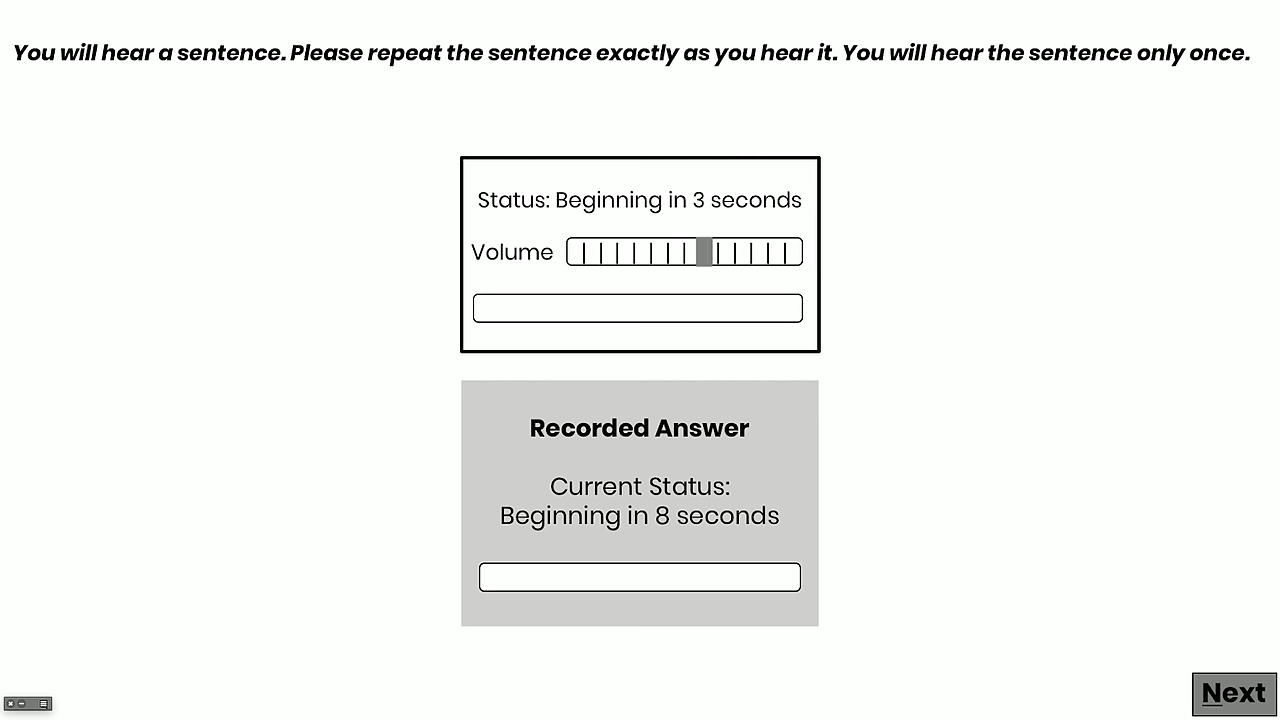 You will hear a sentence. Please repeat the sentence exactly as you hear it. You will hear the sentence only once.
Status: Beginning in 3 seconds
Volume
Recorded Answer
Current Status:
Beginning in 8 seconds
Next